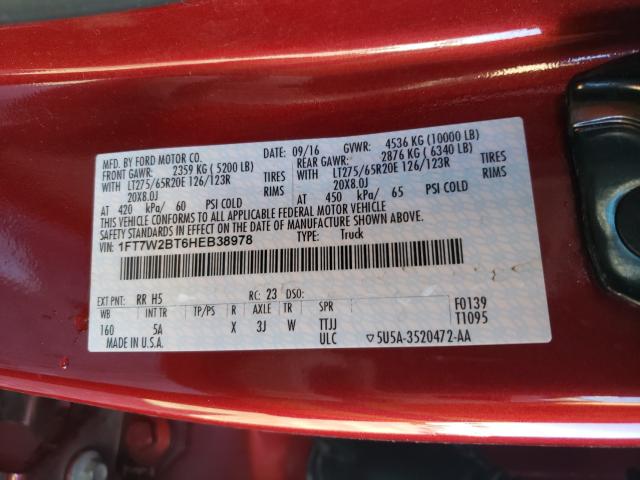 MFD. BY FORD MOTOR CO.
DATE: 09/16 GVWR: 4536 KG (10000 LB)
FRONT GAWR: 2359 KG ( 5200 LB) REAR GAWR: 2876 KG ( 6340 LB)
WITH LT275/65R20E 126/123R TIRES WITH LT275/65R20E 126/123R TIRES
20X8.0J RIMS 20X8.0J RIMS
AT 420 kPa/ 60 PSI COLD AT 450 kPa/ 65 PSI COLD
THIS VEHICLE CONFORMS TO ALL APPLICABLE FEDERAL MOTOR VEHICLE
SAFETY STANDARDS IN EFFECT ON THE DATE OF MANUFACTURE SHOWN ABOVE.
VIN: 1FT7W2BT6HEB38978 TYPE: Truck
EXT PNT: RR H5 RC: 23 DSO: F0139
WB INT TR TP/PS R AXLE TR SPR T1095
160 5A X 3J W TTJJ
MADE IN U.S.A. ULC 5U5A-3520472-AA